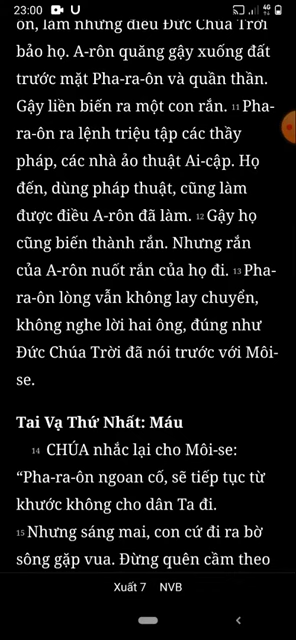 23:00
4G
ôn, làm những điều Đức Chúa Trời
bảo họ. A-rôn quăng gậy xuống đất
trước mặt Pha-ra-ôn và quần thần.
Gậy liền biến ra một con rắn. 11 Pha-
ra-ôn ra lệnh triệu tập các thầy
pháp, các nhà ảo thuật Ai-cập. Họ
đến, dùng pháp thuật, cũng làm
được điều A-rôn đã làm. 12 Gậy họ
cũng biến thành rắn. Nhưng rắn
của A-rôn nuốt rắn của họ đi. 13 Pha-
ra-ôn lòng vẫn không lay chuyển,
không nghe lời hai ông, đúng như
Đức Chúa Trời đã nói trước với Môi-
se.
Tai Vạ Thứ Nhất: Máu
14 CHÚA nhắc lại cho Môi-se:
“Pha-ra-ôn ngoan cố, sẽ tiếp tục từ
khước không cho dân Ta đi.
15 Nhưng sáng mai, con cứ đi ra bờ
sông gặp vua. Đừng quên cầm theo
Xuất 7 NVB